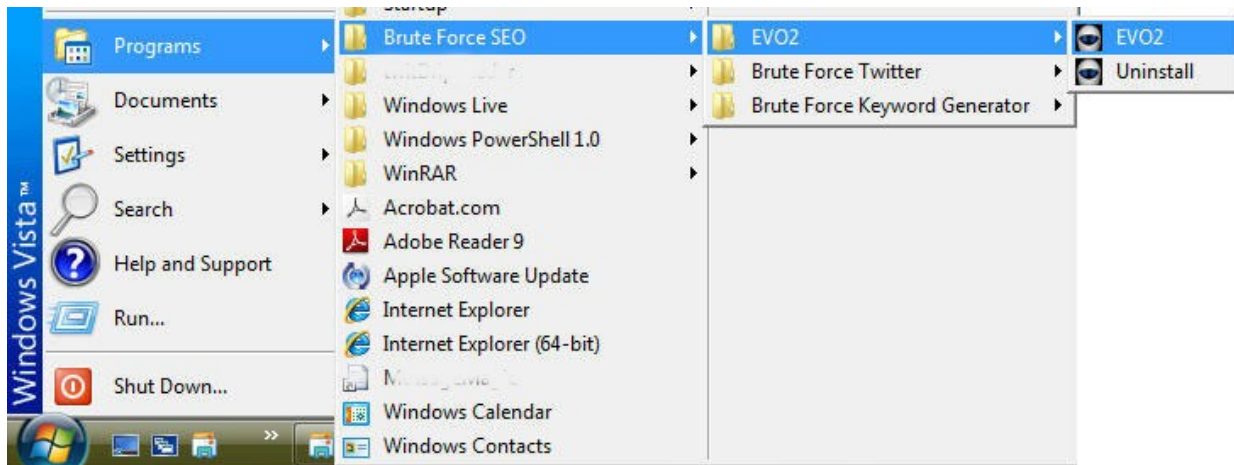 Windows Vista™
Programs
Documents
Settings
Search
Help and Support
Run...
Shut Down...
Startup
Brute Force SEO
Windows Live
Windows PowerShell 1.0
WinRAR
Acrobat.com
Adobe Reader 9
Apple Software Update
Internet Explorer
Internet Explorer (64-bit)
Windows Calendar
Windows Contacts
EVO2
Brute Force Twitter
Brute Force Keyword Generator
EVO2
Uninstall